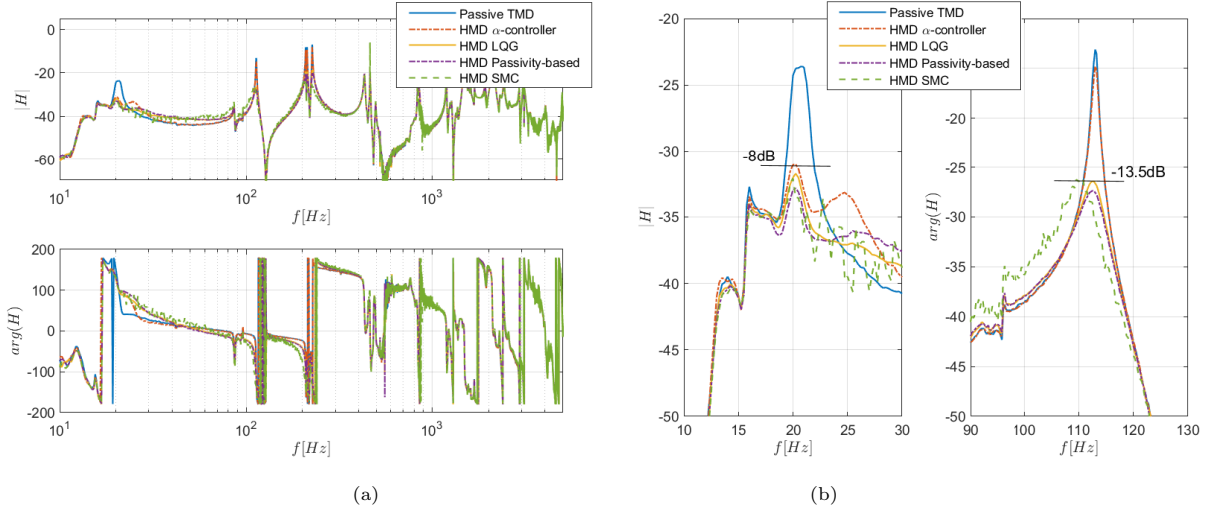 Passive TMD
HMD α-controller
HMD LQG
HMD Passivity-based
HMD SMC
0
-20
-40
-60
|H|
10^1
10^2
10^3
f[Hz]
200
100
0
-100
-200
arg(H)
10^1
10^2
10^3
f[Hz]
(a)
Passive TMD
HMD α-controller
HMD LQG
HMD Passivity-based
HMD SMC
-20
-25
-30
-35
-40
-45
-50
|H|
-8dB
10
15
20
25
30
f[Hz]
-15
-20
-25
-30
-35
-40
-45
-50
arg(H)
-13.5dB
90
100
110
120
130
f[Hz]
(b)